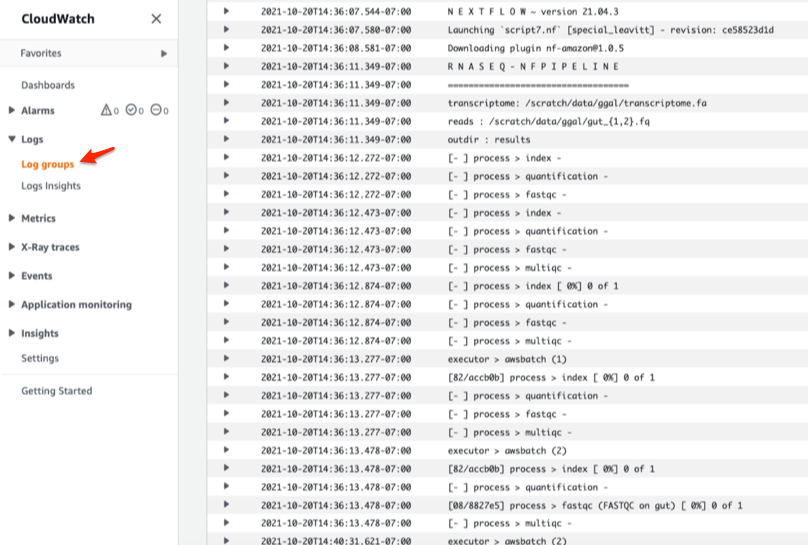 CloudWatch
Favorites
Dashboards
Alarms 0 0 0
Logs
Log groups
Logs Insights
Metrics
X-Ray traces
Events
Application monitoring
Insights
Settings
Getting Started
2021-10-20T14:36:07.544-07:00 N E X T F L O W ~ version 21.04.3
2021-10-20T14:36:07.580-07:00 Launching `script7.nf` [special_leavitt] - revision: ce58523d1d
2021-10-20T14:36:08.581-07:00 Downloading plugin nf-amazon@1.0.5
2021-10-20T14:36:11.349-07:00 R N A S E Q - N F P I P E L I N E
2021-10-20T14:36:11.349-07:00 ===================================
2021-10-20T14:36:11.349-07:00 transcriptome: /scratch/data/ggal/transcriptome.fa
2021-10-20T14:36:11.349-07:00 reads : /scratch/data/ggal/gut_{1,2}.fq
2021-10-20T14:36:11.349-07:00 outdir : results
2021-10-20T14:36:12.272-07:00 [- ] process > index -
2021-10-20T14:36:12.272-07:00 [- ] process > quantification -
2021-10-20T14:36:12.272-07:00 [- ] process > fastqc -
2021-10-20T14:36:12.473-07:00 [- ] process > index -
2021-10-20T14:36:12.473-07:00 [- ] process > quantification -
2021-10-20T14:36:12.473-07:00 [- ] process > fastqc -
2021-10-20T14:36:12.473-07:00 [- ] process > multiqc -
2021-10-20T14:36:12.874-07:00 [- ] process > index [ 0%] 0 of 1
2021-10-20T14:36:12.874-07:00 [- ] process > quantification -
2021-10-20T14:36:12.874-07:00 [- ] process > fastqc -
2021-10-20T14:36:12.874-07:00 [- ] process > multiqc -
2021-10-20T14:36:13.277-07:00 executor > awsbatch (1)
2021-10-20T14:36:13.277-07:00 [82/accb0b] process > index [ 0%] 0 of 1
2021-10-20T14:36:13.277-07:00 [- ] process > quantification -
2021-10-20T14:36:13.277-07:00 [- ] process > fastqc -
2021-10-20T14:36:13.277-07:00 [- ] process > multiqc -
2021-10-20T14:36:13.478-07:00 executor > awsbatch (2)
2021-10-20T14:36:13.478-07:00 [82/accb0b] process > index [ 0%] 0 of 1
2021-10-20T14:36:13.478-07:00 [- ] process > quantification -
2021-10-20T14:36:13.478-07:00 [08/8827e5] process > fastqc (FASTQC on gut) [ 0%] 0 of 1
2021-10-20T14:36:13.478-07:00 [- ] process > multiqc -
2021-10-20T14:40:31.621-07:00 executor > awsbatch (2)